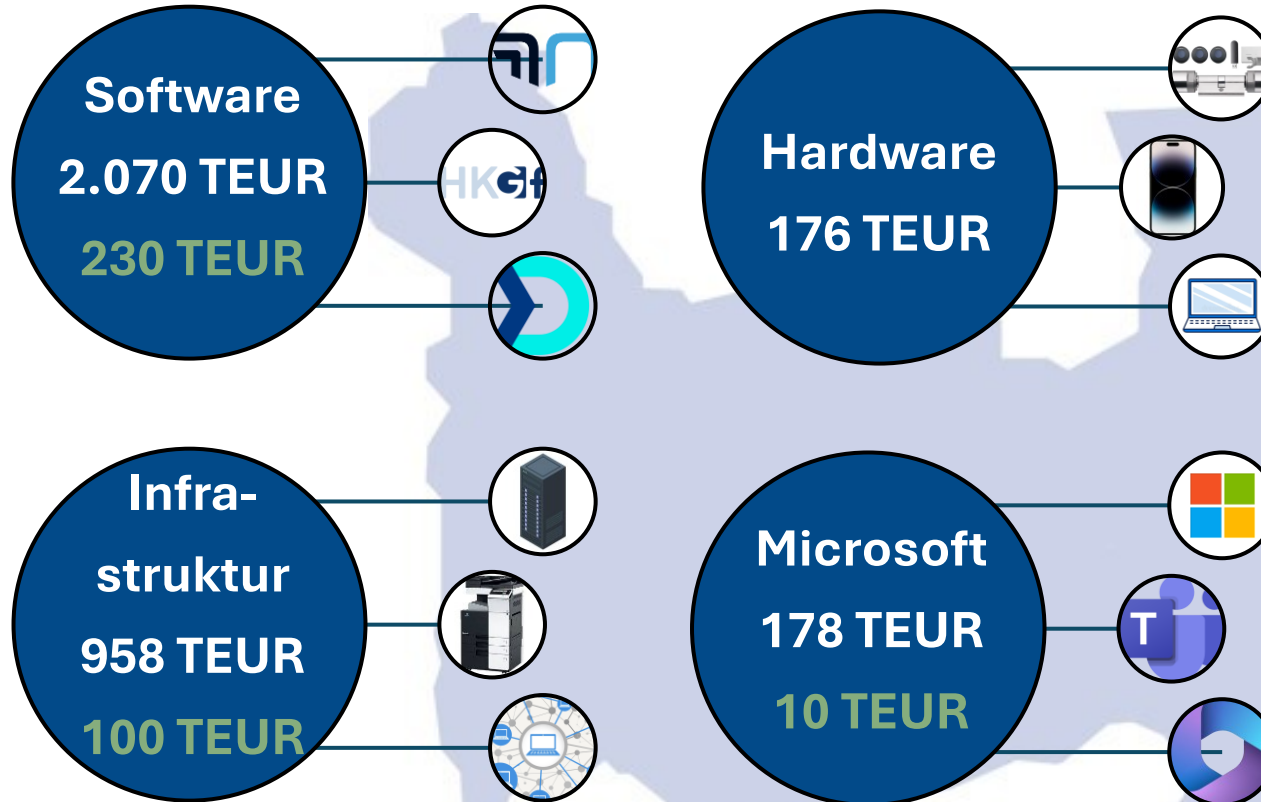 Software
2.070 TEUR
230 TEUR
HKGif
Hardware
176 TEUR
Infra-
struktur
958 TEUR
100 TEUR
Microsoft
178 TEUR
10 TEUR
T